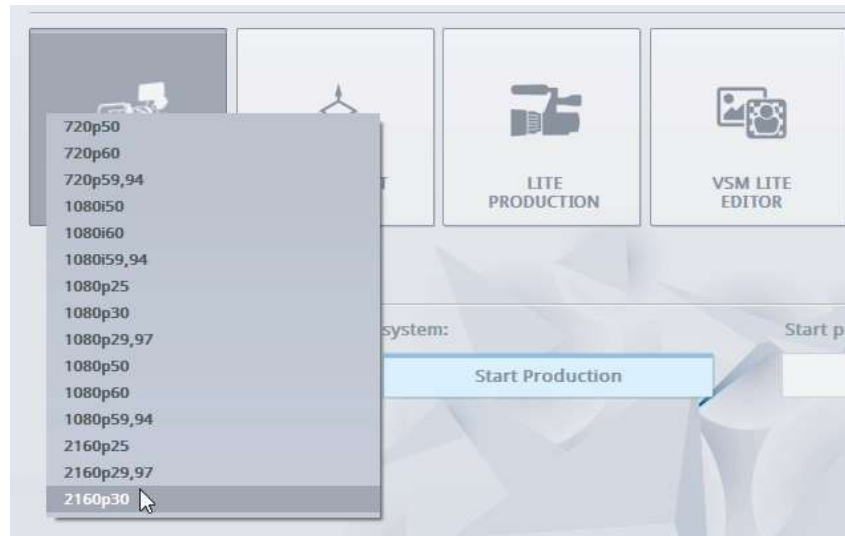 LITE
PRODUCTION
VSM LITE
EDITOR
720p50
720p60
720p59,94
1080i50
1080i60
1080i59,94
1080p25
1080p30
1080p29,97
1080p50
1080p60
1080p59,94
2160p25
2160p29,97
2160p30
system:
Start Production
Start p